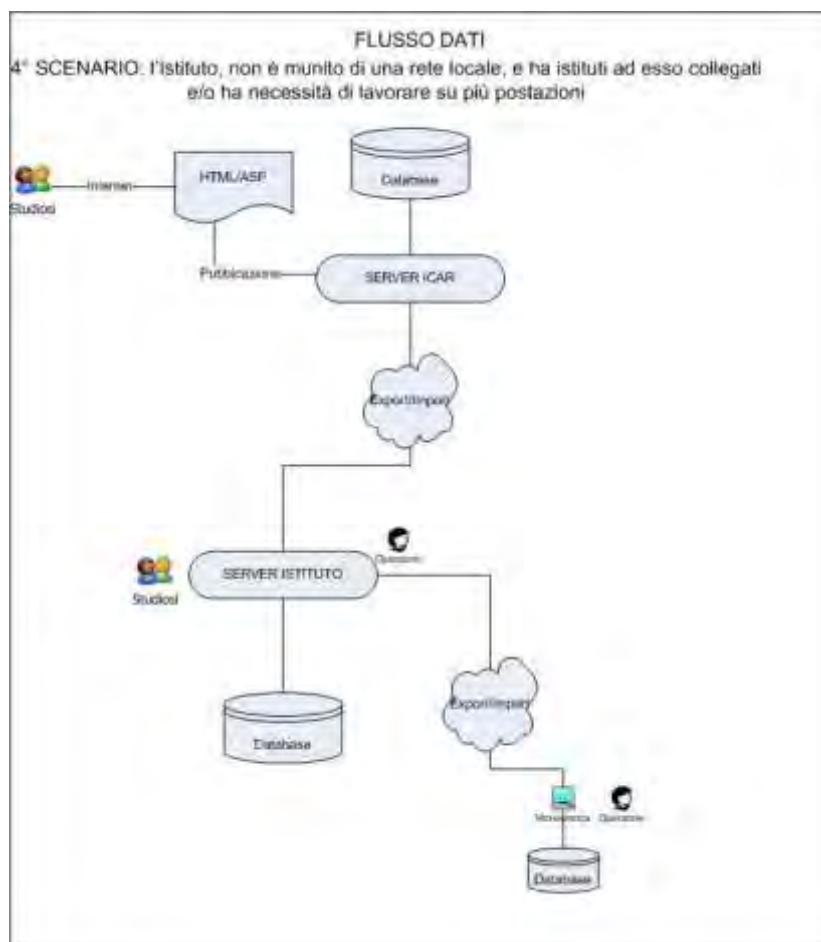 FLUSSO DATI
4° SCENARIO: l'Istituto, non è munito di una rete locale, e ha istituti ad esso collegati
e/o ha necessità di lavorare su più postazioni
HTML/ASP
Database
Internet
Studiosi
Pubblicazione
SERVER ICAR
Export/Import
Operatore
SERVER ISTITUTO
Studiosi
Export/Import
Database
Operatore
Database